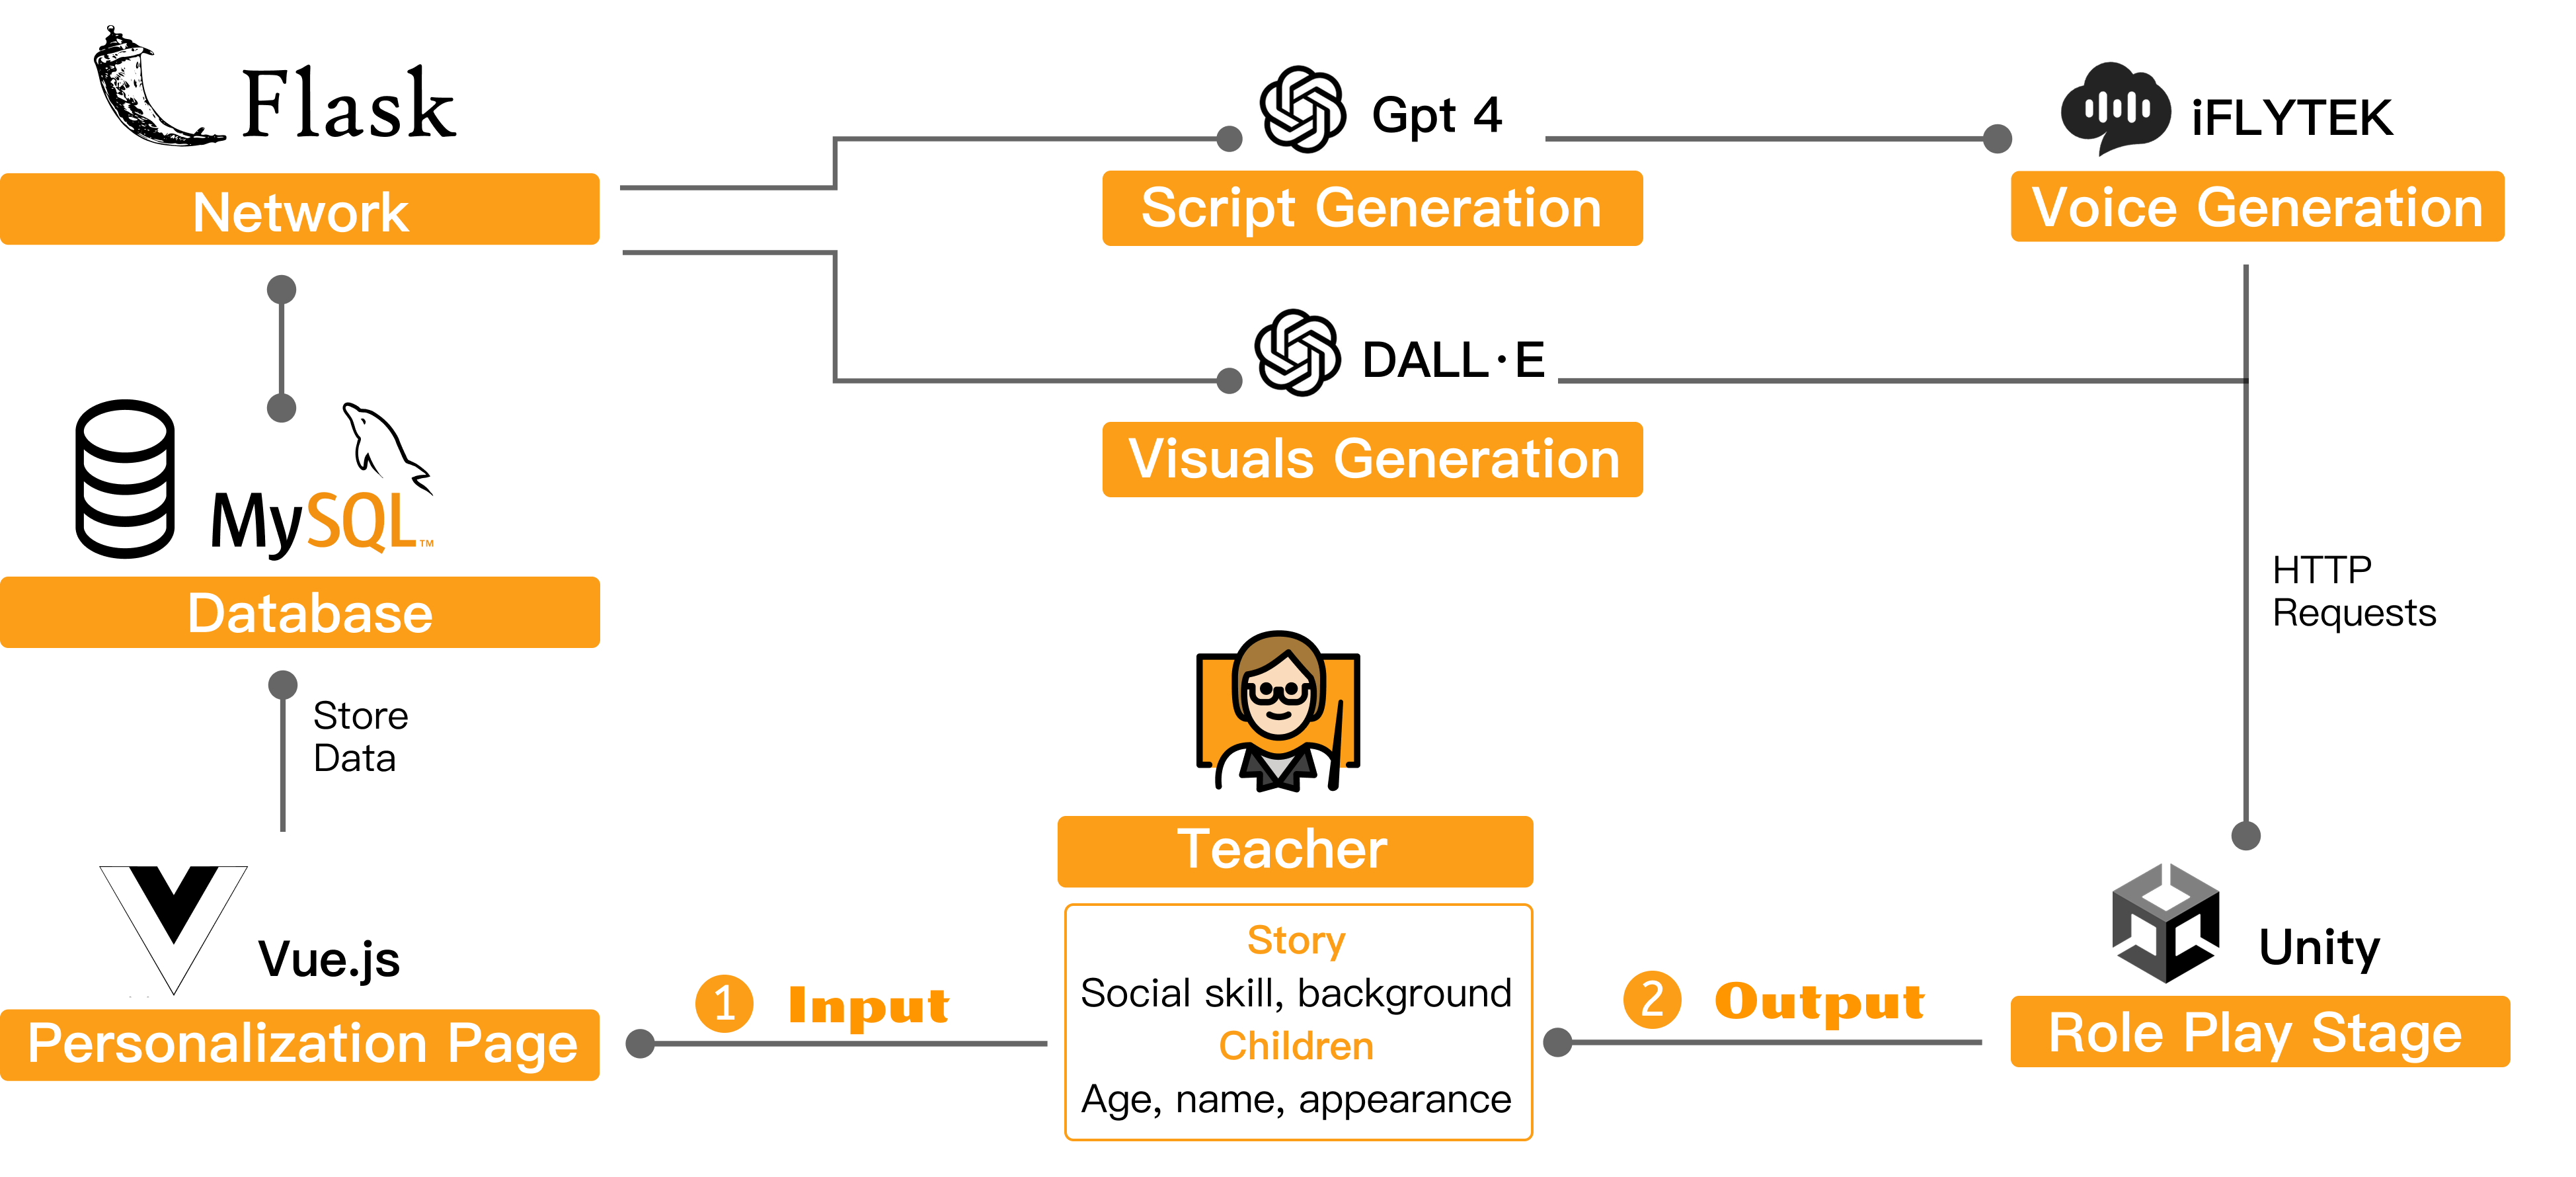 Flask
Network
Gpt 4
Script Generation
iFLYTEK
Voice Generation
DALL·E
Visuals Generation
MySQL™
Database
HTTP
Requests
Store
Data
Teacher
Vue.js
Personalization Page
1 Input
Story
Social skill, background
Children
Age, name, appearance
2 Output
Unity
Role Play Stage